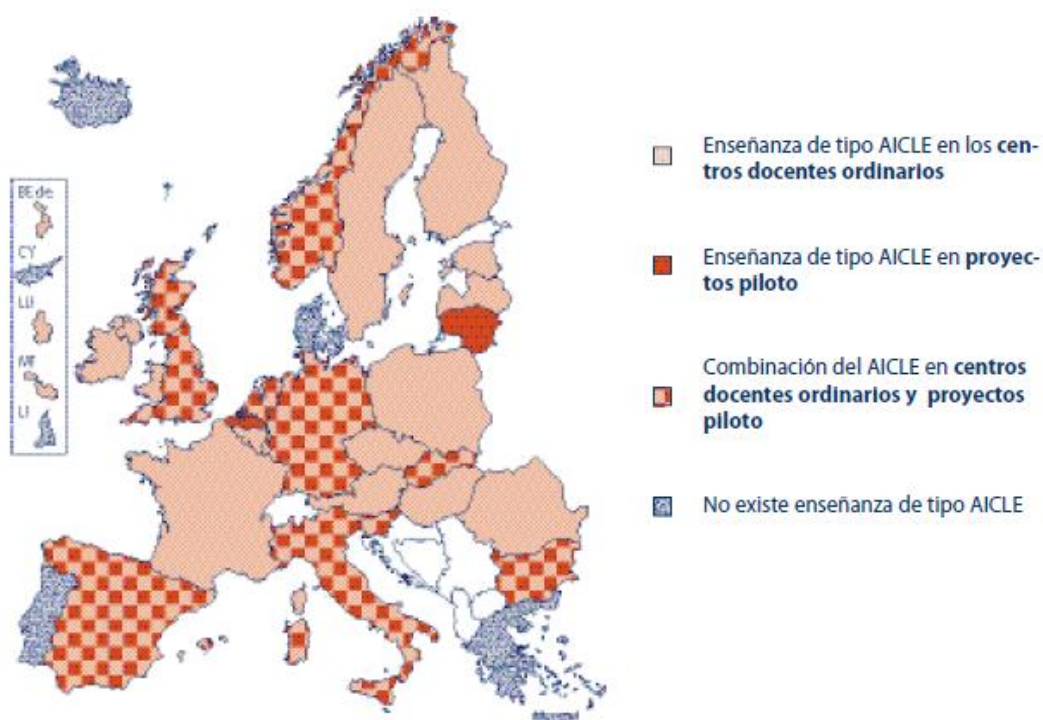 BE de
CY
LU
MT
LI
Enseñanza de tipo AICLE en los cen-
tros docentes ordinarios
Enseñanza de tipo AICLE en proyec-
tos piloto
Combinación del AICLE en centros
docentes ordinarios y proyectos
piloto
No existe enseñanza de tipo AICLE